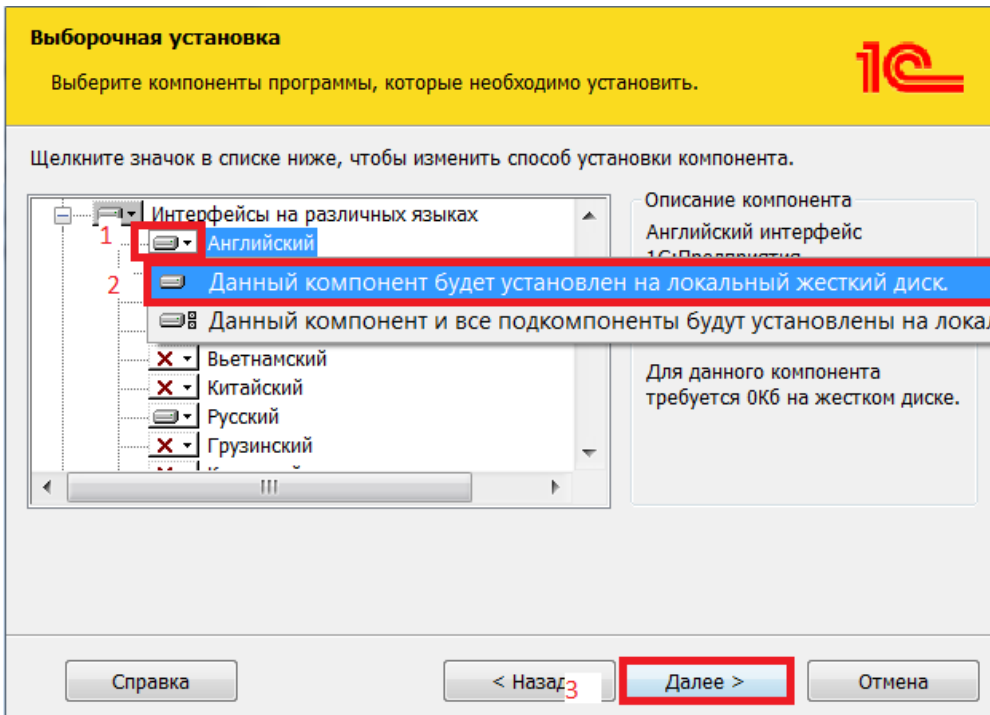 Выборочная установка
Выберите компоненты программы, которые необходимо установить.
1С
Щелкните значок в списке ниже, чтобы изменить способ установки компонента.
Интерфейсы на различных языках
1
Английский
2
Данный компонент будет установлен на локальный жесткий диск.
Данный компонент и все подкомпоненты будут установлены на лока
Вьетнамский
Китайский
Русский
Грузинский
Описание компонента
Английский интерфейс
1С:Предприятия
Для данного компонента
требуется 0Кб на жестком диске.
Справка
< Назад
3
Далее >
Отмена